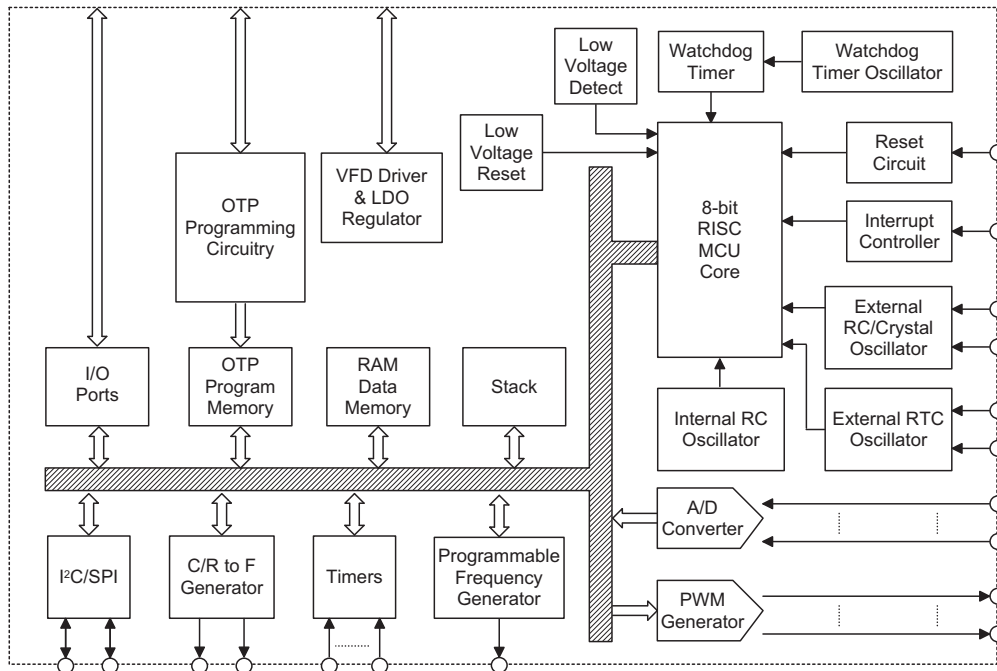 Low
Voltage
Detect
Watchdog
Timer
Watchdog
Timer Oscillator
Low
Voltage
Reset
Reset
Circuit
OTP
Programming
Circuitry
VFD Driver
& LDO
Regulator
8-bit
RISC
MCU
Core
Interrupt
Controller
External
RC/Crystal
Oscillator
I/O
Ports
OTP
Program
Memory
RAM
Data
Memory
Stack
Internal RC
Oscillator
External RTC
Oscillator
A/D
Converter
I²C/SPI
C/R to F
Generator
Timers
Programmable
Frequency
Generator
PWM
Generator